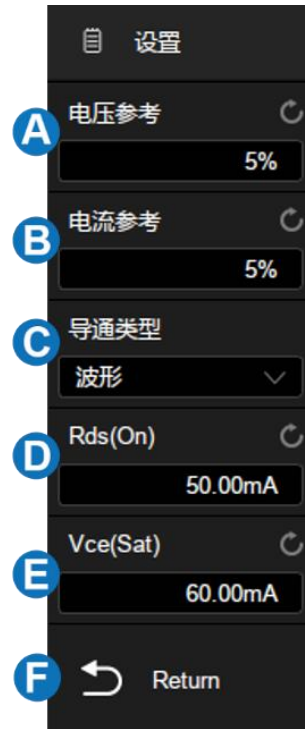 设置
A
电压参考
5%
B
电流参考
5%
C
导通类型
波形
D
Rds(On)
50.00mA
E
Vce(Sat)
60.00mA
F
Return